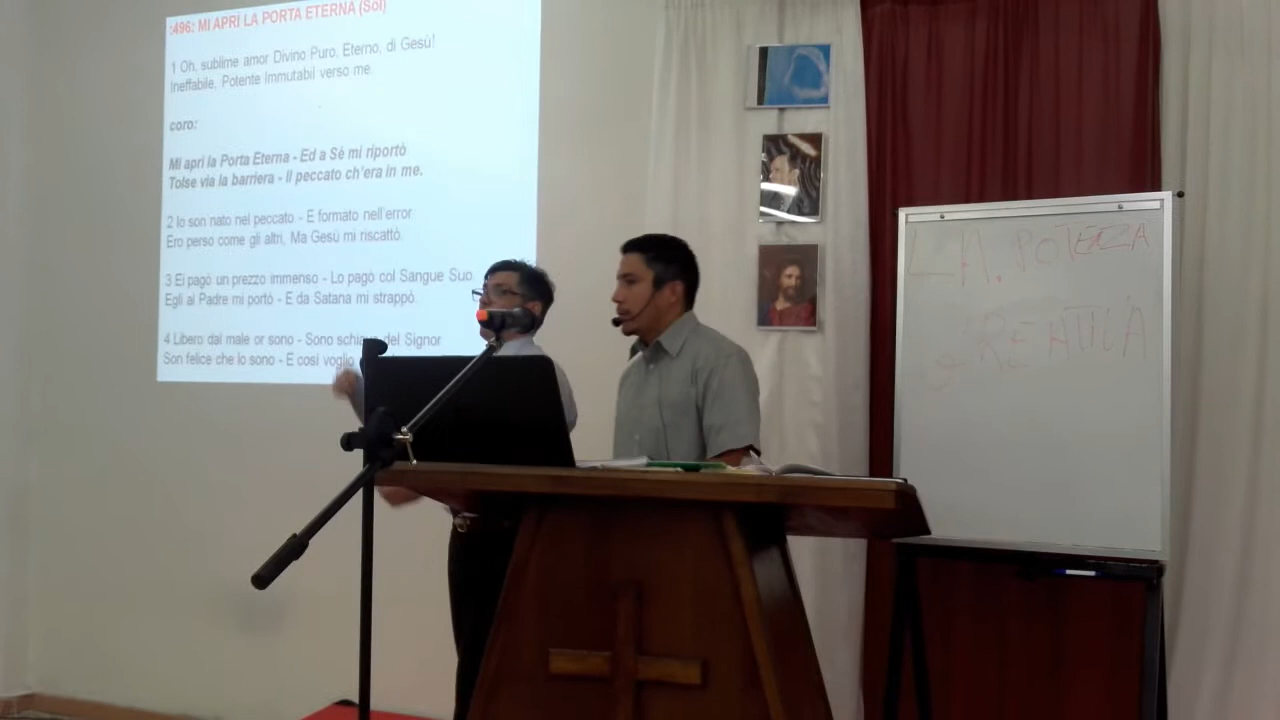 :496: MI APRÌ LA PORTA ETERNA (Sol)
1 Oh, sublime amor Divino Puro, Eterno, di Gesù!
Ineffabile, Potente Immutabil verso me.
coro:
Mi aprì la Porta Eterna - Ed a Sé mi riportò
Tolse via la barriera - Il peccato ch'era in me.
2 Io son nato nel peccato - E formato nell'error
Ero perso come gli altri, Ma Gesù mi riscattò.
3 Ei pagò un prezzo immenso - Lo pagò col Sangue Suo
Egli al Padre mi portò - E da Satana mi strappò.
4 Libero dal male or sono - Sono del Signor
Son felice che lo sono - E così voglio
LA POTENZA